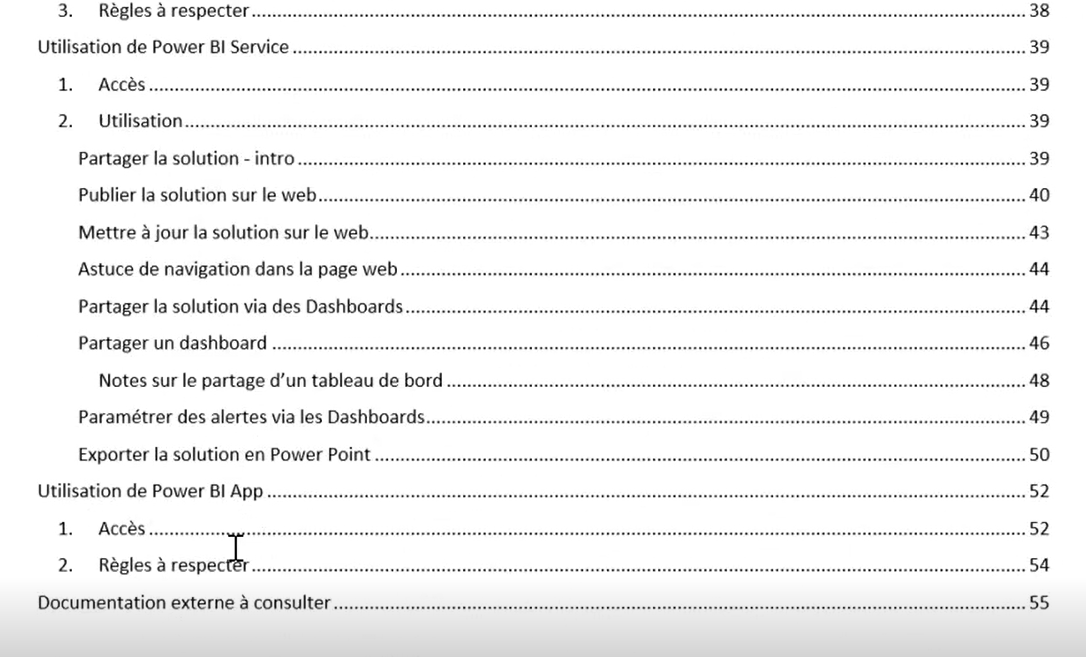 3. Règles à respecter 38
Utilisation de Power BI Service 39
1. Accès 39
2. Utilisation 39
Partager la solution - intro 39
Publier la solution sur le web 40
Mettre à jour la solution sur le web 43
Astuce de navigation dans la page web 44
Partager la solution via des Dashboards 44
Partager un dashboard 46
Notes sur le partage d’un tableau de bord 48
Paramétrer des alertes via les Dashboards 49
Exporter la solution en Power Point 50
Utilisation de Power BI App 52
1. Accès 52
2. Règles à respecter 54
Documentation externe à consulter 55